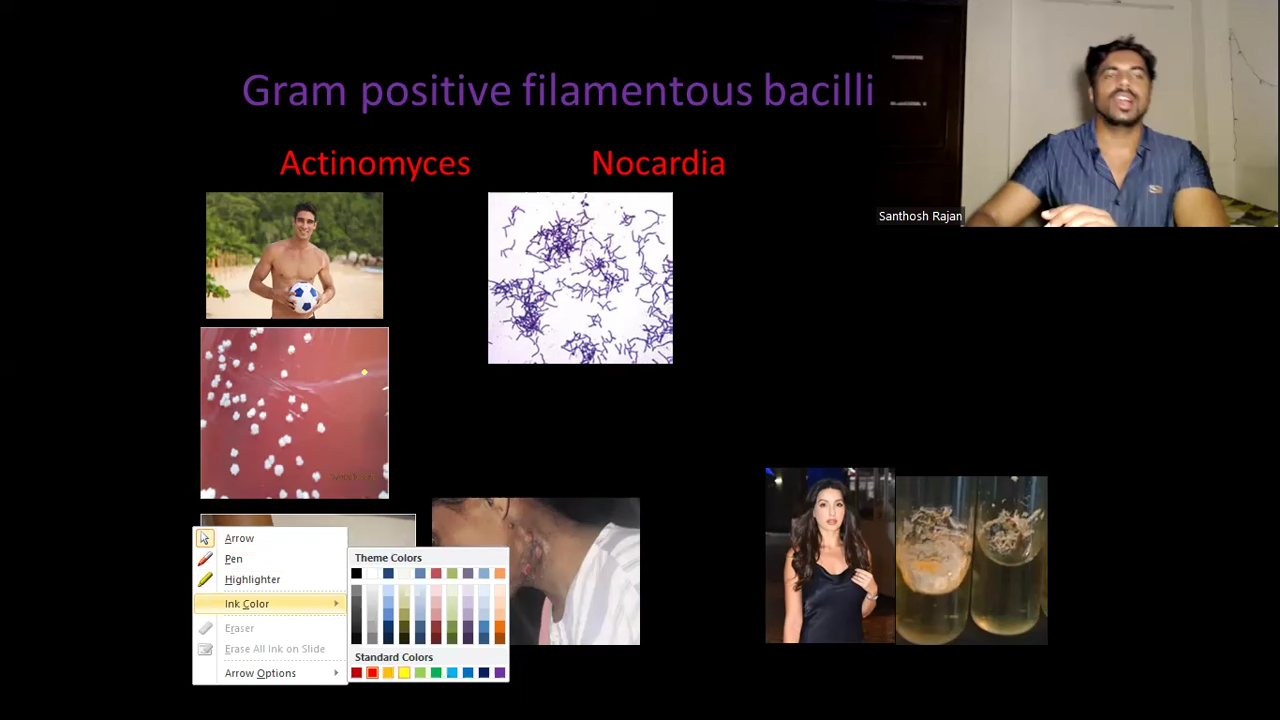 Gram positive filamentous bacilli
Actinomyces
Nocardia
Santhosh Rajan
Arrow
Pen
Highlighter
Ink Color
Eraser
Erase All Ink on Slide
Arrow Options
Theme Colors
Standard Colors